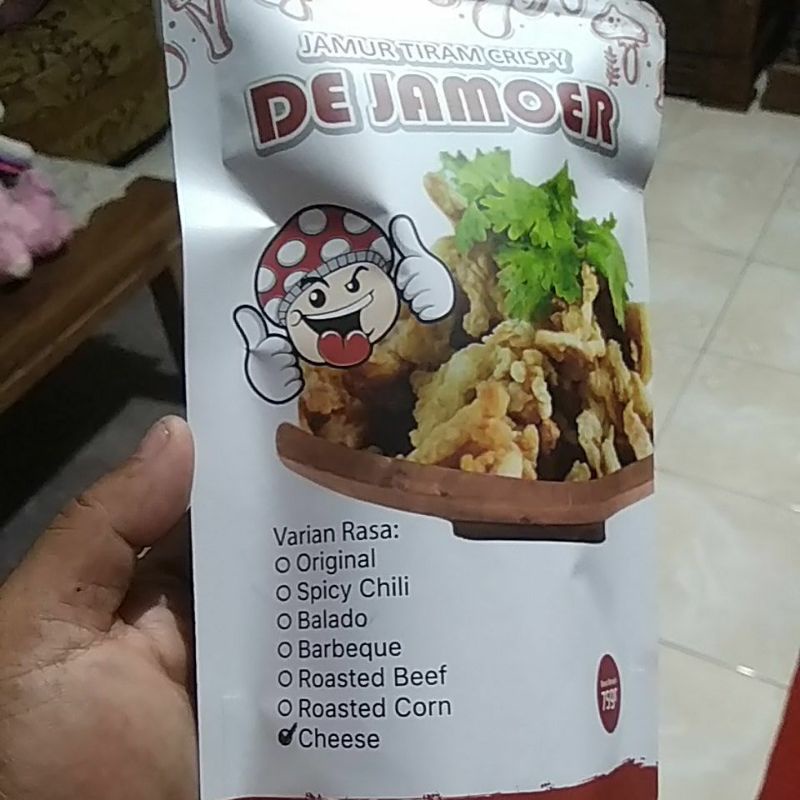 JAMUR TIRAM CRISPY
DE JAMOER
Varian Rasa:
Original
Spicy Chili
Balado
Barbeque
Roasted Beef
Roasted Corn
Cheese